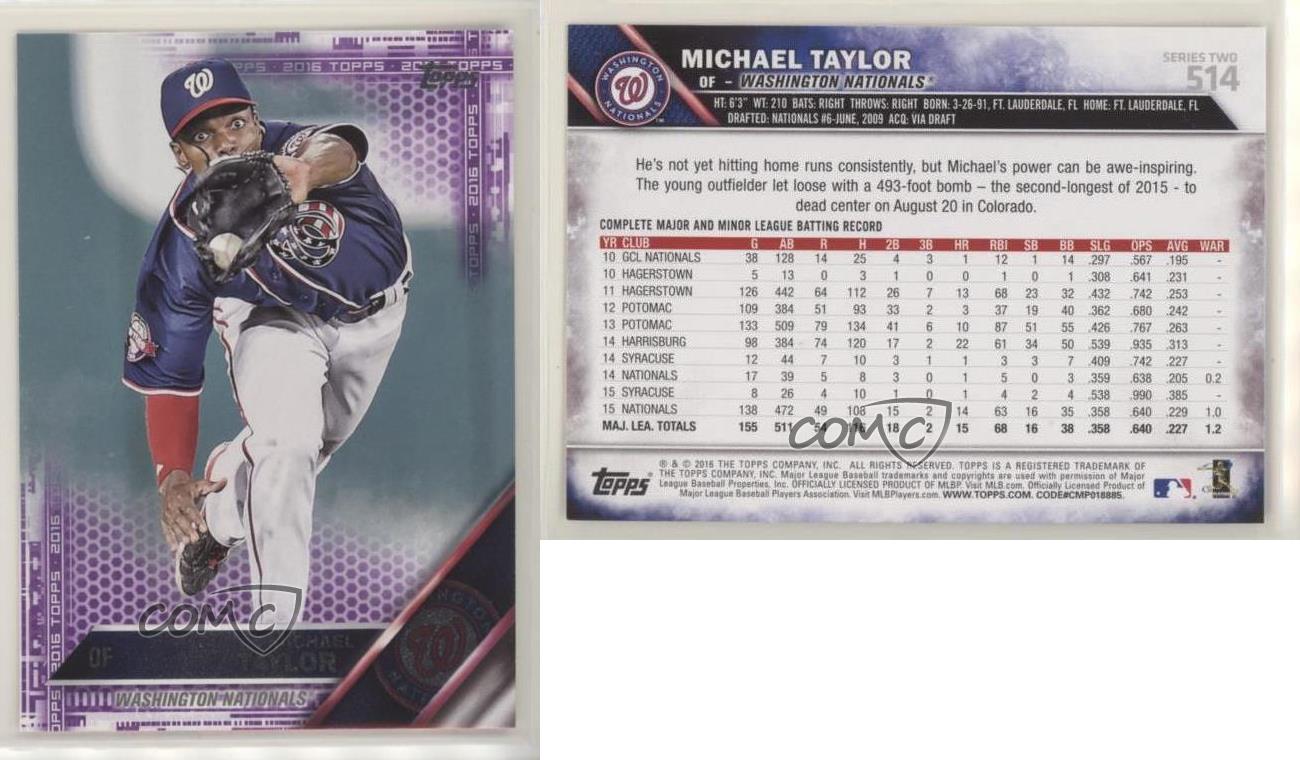 2016 TOPPS · 2016 TOPPS
Topps
2016 TOPPS
TOPPS
2016 TOPPS · 2016
TOPPS
W
W
COMC
OF
MICHAEL
TAYLOR
WASHINGTON NATIONALS
WASHINGTON
NATIONALS
W
MICHAEL TAYLOR
OF - WASHINGTON NATIONALS®
SERIES TWO
514
HT: 6'3" WT: 210 BATS: RIGHT THROWS: RIGHT BORN: 3-26-91, FT. LAUDERDALE, FL HOME: FT. LAUDERDALE, FL
DRAFTED: NATIONALS #6-JUNE, 2009 ACQ: VIA DRAFT
He's not yet hitting home runs consistently, but Michael's power can be awe-inspiring.
The young outfielder let loose with a 493-foot bomb – the second-longest of 2015 - to
dead center on August 20 in Colorado.
COMPLETE MAJOR AND MINOR LEAGUE BATTING RECORD
YR CLUB G AB R H 2B 3B HR RBI SB BB SLG OPS AVG WAR
10 GCL NATIONALS 38 128 14 25 4 3 1 12 1 14 .297 .567 .195 -
10 HAGERSTOWN 5 13 0 3 1 0 0 1 0 1 .308 .641 .231 -
11 HAGERSTOWN 126 442 64 112 26 7 13 68 23 32 .432 .742 .253 -
12 POTOMAC 109 384 51 93 33 2 3 37 19 40 .362 .680 .242 -
13 POTOMAC 133 509 79 134 41 6 10 87 51 55 .426 .767 .263 -
14 HARRISBURG 98 384 74 120 17 2 22 61 34 50 .539 .935 .313 -
14 SYRACUSE 12 44 7 10 3 1 1 3 3 7 .409 .742 .227 -
14 NATIONALS 17 39 5 8 3 0 1 5 0 3 .359 .638 .205 0.2
15 SYRACUSE 8 26 4 10 1 0 1 4 2 4 .538 .990 .385 -
15 NATIONALS 138 472 49 108 15 2 14 63 16 35 .358 .640 .229 1.0
MAJ. LEA. TOTALS 155 511 54 116 18 2 15 68 16 38 .358 .640 .227 1.2
COMC
Topps
® & © 2016 THE TOPPS COMPANY, INC. ALL RIGHTS RESERVED. TOPPS IS A REGISTERED TRADEMARK OF
THE TOPPS COMPANY, INC. Major League Baseball trademarks and copyrights are used with permission of Major
League Baseball Properties, Inc. OFFICIALLY LICENSED PRODUCT OF MLBP. Visit MLB.com. Officially Licensed Product of
Major League Baseball Players Association. Visit MLBPlayers.com. WWW.TOPPS.COM. CODE#CMP018885.